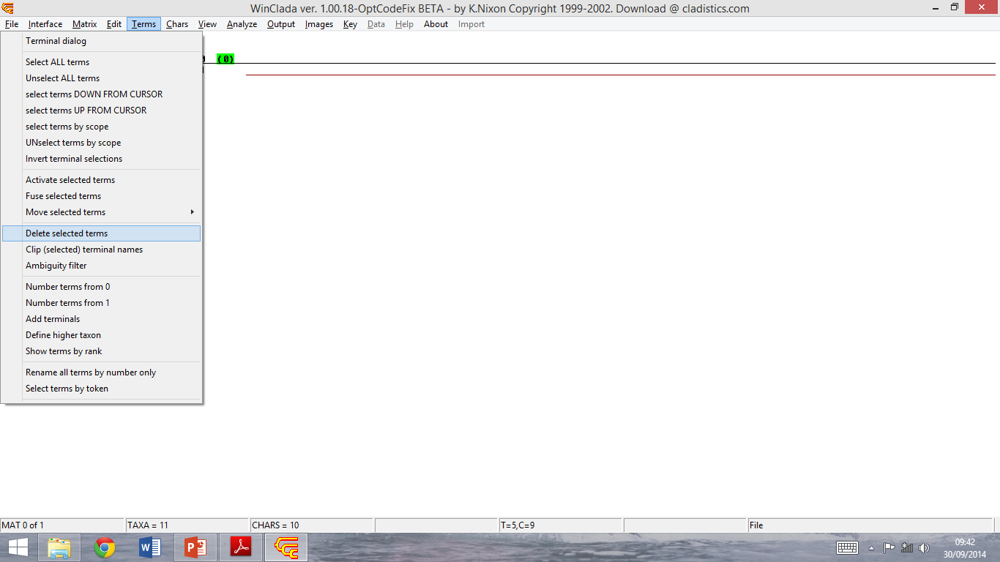 WinClada ver. 1.00.18-OptCodeFix BETA - by K.Nixon Copyright 1999-2002. Download @ cladistics.com
File Interface Matrix Edit Terms Chars View Analyze Output Images Key Data Help About Import
Terminal dialog
(0)
Select ALL terms
Unselect ALL terms
select terms DOWN FROM CURSOR
select terms UP FROM CURSOR
select terms by scope
UNselect terms by scope
Invert terminal selections
Activate selected terms
Fuse selected terms
Move selected terms
Delete selected terms
Clip (selected) terminal names
Ambiguity filter
Number terms from 0
Number terms from 1
Add terminals
Define higher taxon
Show terms by rank
Rename all terms by number only
Select terms by token
MAT 0 of 1 TAXA = 11 CHARS = 10 T=5,C=9 File
09:42
30/09/2014